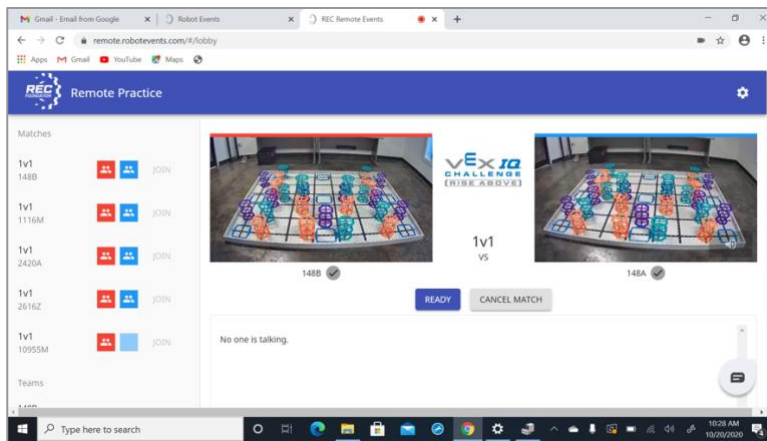 Gmail - Email from Google
Robot Events
REC Remote Events
remote.robotevents.com/#/lobby
Apps
Gmail
YouTube
Maps
REC
FOUNDATION
Remote Practice
Matches
1v1
148B
JOIN
1v1
1116M
JOIN
1v1
2420A
JOIN
1v1
2616Z
JOIN
1v1
10955M
JOIN
Teams
VEX IQ
CHALLENGE
[RISE ABOVE]
1v1
VS
148B
148A
READY
CANCEL MATCH
No one is talking.
Type here to search
10:28 AM
10/20/2020